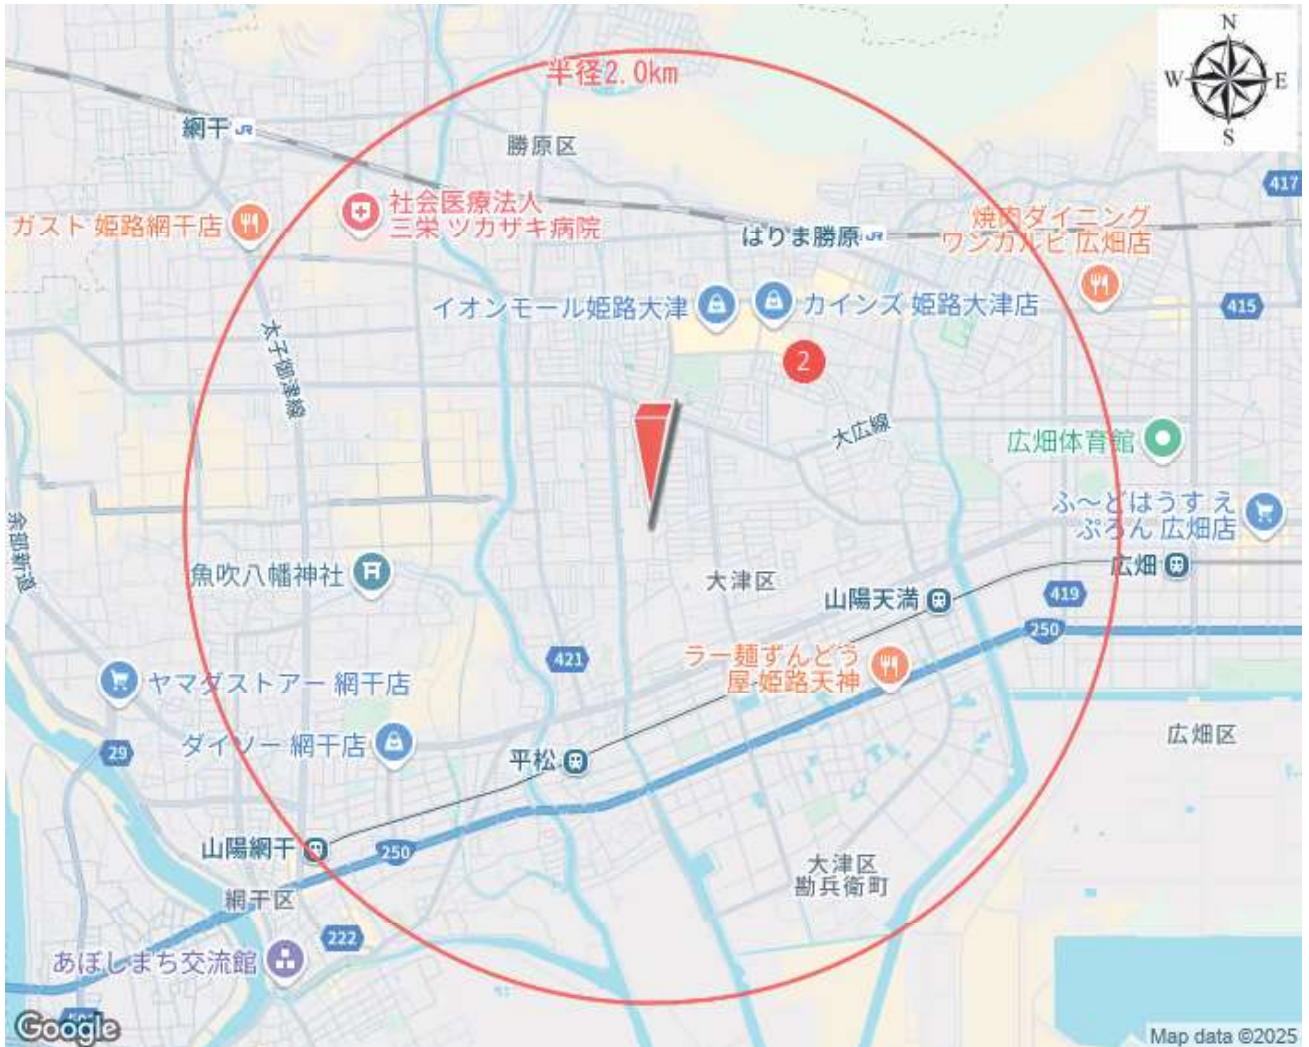 N
W
E
S
半径2.0km
網干 JR
勝原区
417
社会医療法人
三栄 ツカザキ病院
ガスト 姫路網干店
焼肉ダイニング
ワンカルビ 広畑店
はりま勝原 JR
イオンモール姫路大津
カインズ 姫路大津店
415
2
太子御津線
大広線
広畑体育館
ふ〜どはうす え
ぷろん 広畑店
余部新道
魚吹八幡神社
大津区
広畑
山陽天満
419
250
421
ラー麺ずんどう
屋 姫路天神
ヤマダストアー 網干店
29
ダイソー 網干店
平松
広畑区
山陽網干
250
大津区
勘兵衛町
網干区
222
あぼしまち交流館
Google
Map data ©2025